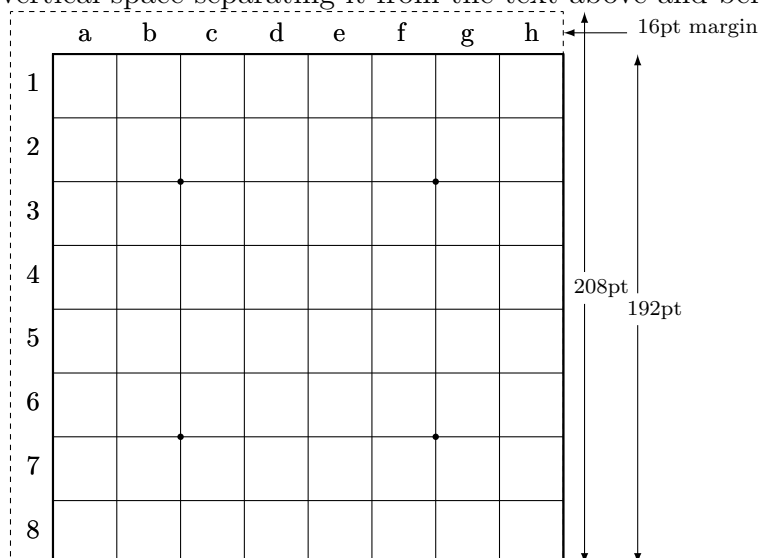 vertical space separating it from the text above and
16pt margin
a b c d e f g h
1
2
3
4
208pt
192pt
5
6
7
8